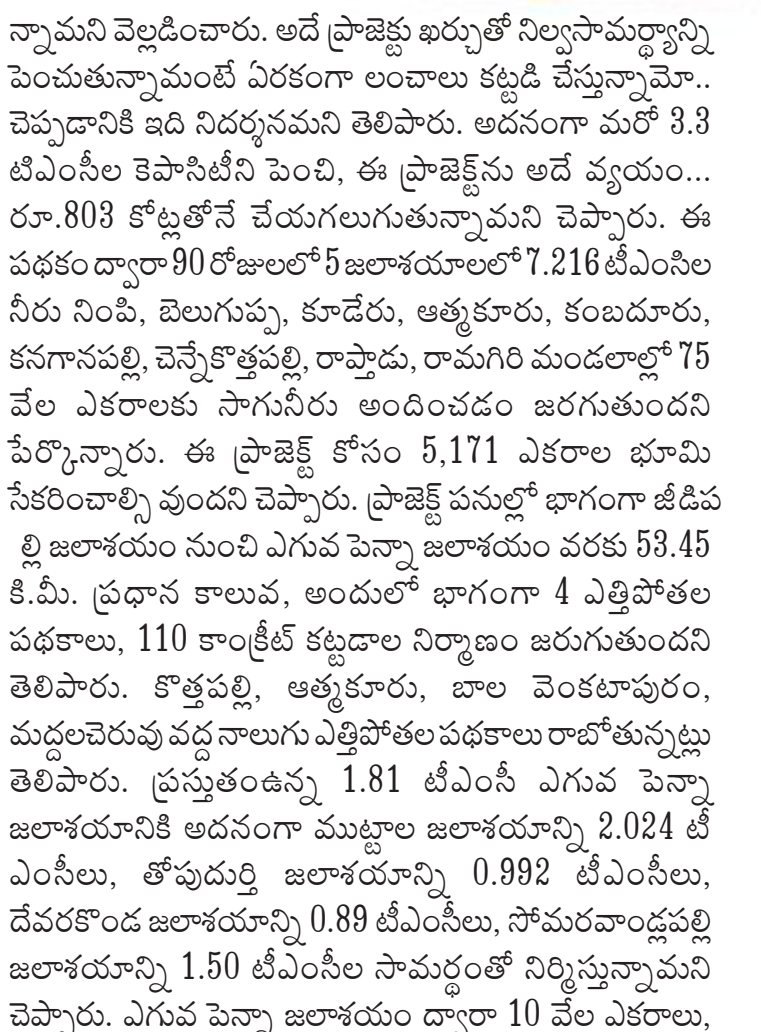 న్నామని వెల్లడించారు. అదే ప్రాజెక్టు ఖర్చుతో నిల్వసామర్థ్యాన్ని
పెంచుతున్నామంటే ఏరకంగా లంచాలు కట్టడి చేస్తున్నామో..
చెప్పడానికి ఇది నిదర్శనమని తెలిపారు. అదనంగా మరో 3.3
టిఎంసీల కెపాసిటీని పెంచి, ఈ ప్రాజెక్ట్‌ను అదే వ్యయం...
రూ.803 కోట్లతోనే చేయగలుగుతున్నామని చెప్పారు. ఈ
పథకం ద్వారా 90 రోజులలో 5 జలాశయాలలో 7.216 టీఎంసిల
నీరు నింపి, బెలుగుప్ప, కూడేరు, ఆత్మకూరు, కంబదూరు,
కనగానపల్లి, చెన్నేకొత్తపల్లి, రాప్తాడు, రామగిరి మండలాల్లో 75
వేల ఎకరాలకు సాగునీరు అందించడం జరగుతుందని
పేర్కొన్నారు. ఈ ప్రాజెక్ట్ కోసం 5,171 ఎకరాల భూమి
సేకరించాల్సి వుందని చెప్పారు. ప్రాజెక్ట్ పనుల్లో భాగంగా జీడిప
ల్లి జలాశయం నుంచి ఎగువ పెన్నా జలాశయం వరకు 53.45
కి.మీ. ప్రధాన కాలువ, అందులో భాగంగా 4 ఎత్తిపోతల
పథకాలు, 110 కాంక్రీట్ కట్టడాల నిర్మాణం జరుగుతుందని
తెలిపారు. కొత్తపల్లి, ఆత్మకూరు, బాల వెంకటాపురం,
మద్దలచెరువు వద్ద నాలుగు ఎత్తిపోతల పథకాలు రాబోతున్నట్లు
తెలిపారు. ప్రస్తుతంఉన్న 1.81 టీఎంసీ ఎగువ పెన్నా
జలాశయానికి అదనంగా ముట్టాల జలాశయాన్ని 2.024 టీ
ఎంసీలు, తోపుదుర్తి జలాశయాన్ని 0.992 టీఎంసీలు,
దేవరకొండ జలాశయాన్ని 0.89 టీఎంసీలు, సోమరవాండ్లపల్లి
జలాశయాన్ని 1.50 టీఎంసీల సామర్థంతో నిర్మిస్తున్నామని
చెప్పారు. ఎగువ పెన్నా జలాశయం ద్వారా 10 వేల ఎకరాలు,